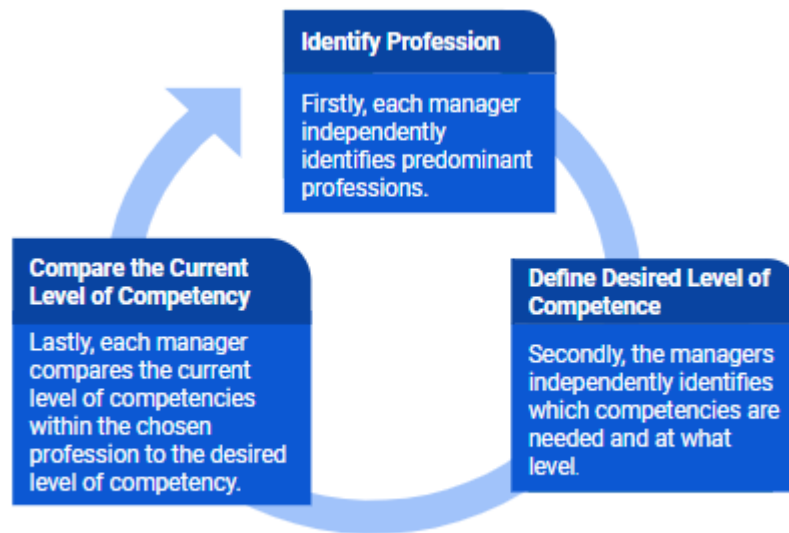 Identify Profession
Firstly, each manager
independently
identifies predominant
professions.
Define Desired Level of
Competence
Secondly, the managers
independently identifies
which competencies are
needed and at what
level.
Compare the Current
Level of Competency
Lastly, each manager
compares the current
level of competencies
within the chosen
profession to the desired
level of competency.